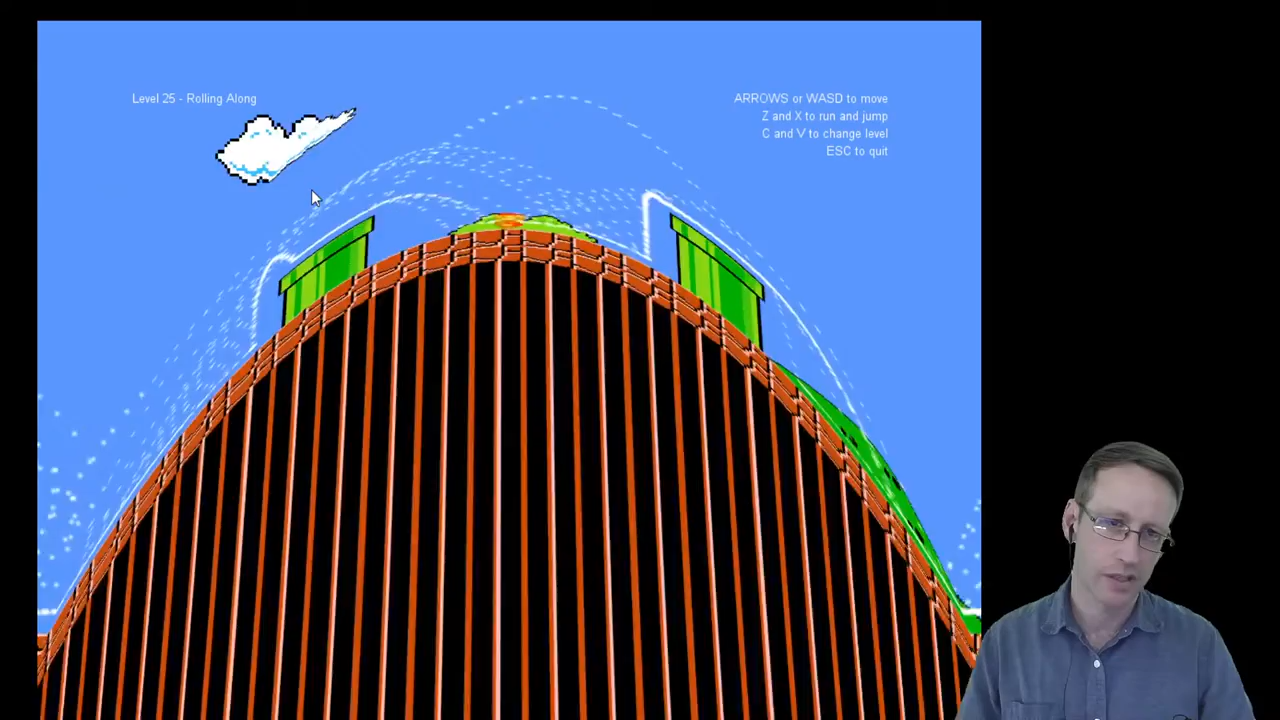 Level 25 - Rolling Along
ARROWS or WASD to move
Z and X to run and jump
C and V to change level
ESC to quit